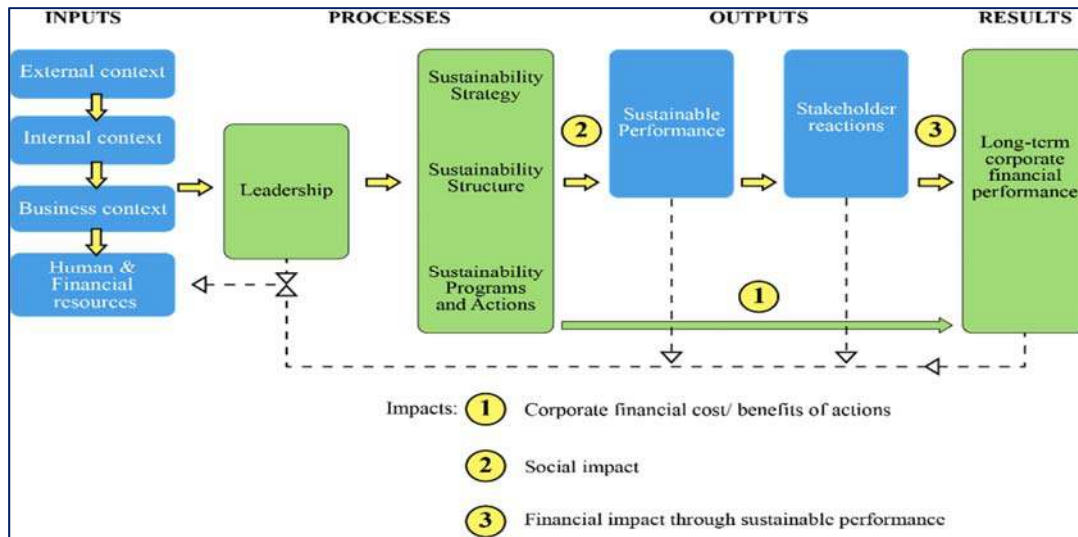 INPUTS
PROCESSES
OUTPUTS
RESULTS
External context
Internal context
Business context
Human &
Financial
resources
Leadership
Sustainability
Strategy
Sustainability
Structure
Sustainability
Programs
and Actions
2
Sustainable
Performance
Stakeholder
reactions
3
Long-term
corporate
financial
performance
1
Impacts: 1 Corporate financial cost/ benefits of actions
2 Social impact
3 Financial impact through sustainable performance